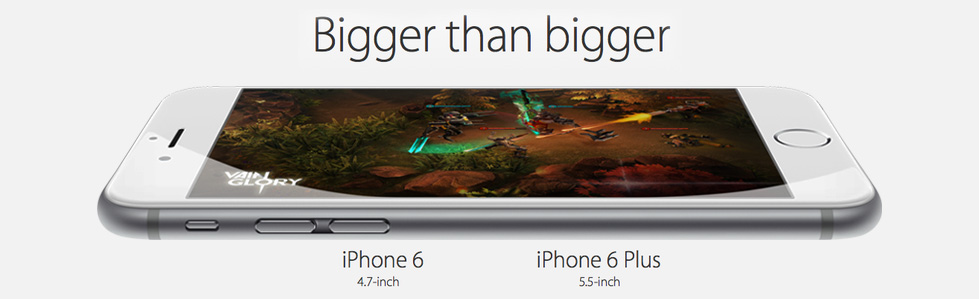 Bigger than bigger
VAIN
GLORY
iPhone 6
4.7-inch
iPhone 6 Plus
5.5-inch